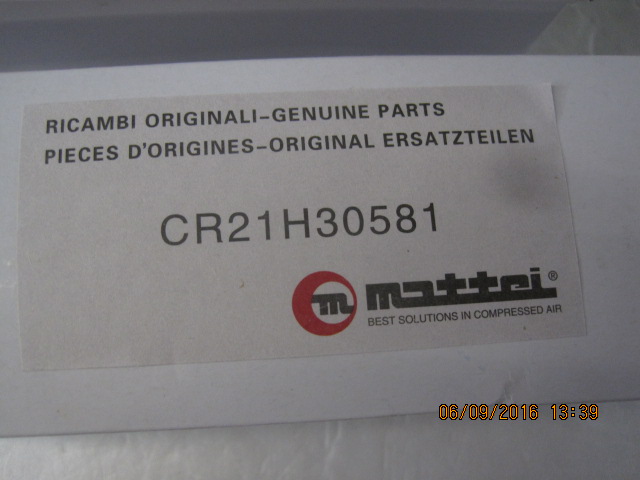 RICAMBI ORIGINALI-GENUINE PARTS
PIECES D'ORIGINES-ORIGINAL ERSATZTEILEN
CR21H30581
m mattei®
BEST SOLUTIONS IN COMPRESSED AIR
06/09/2016 13:39